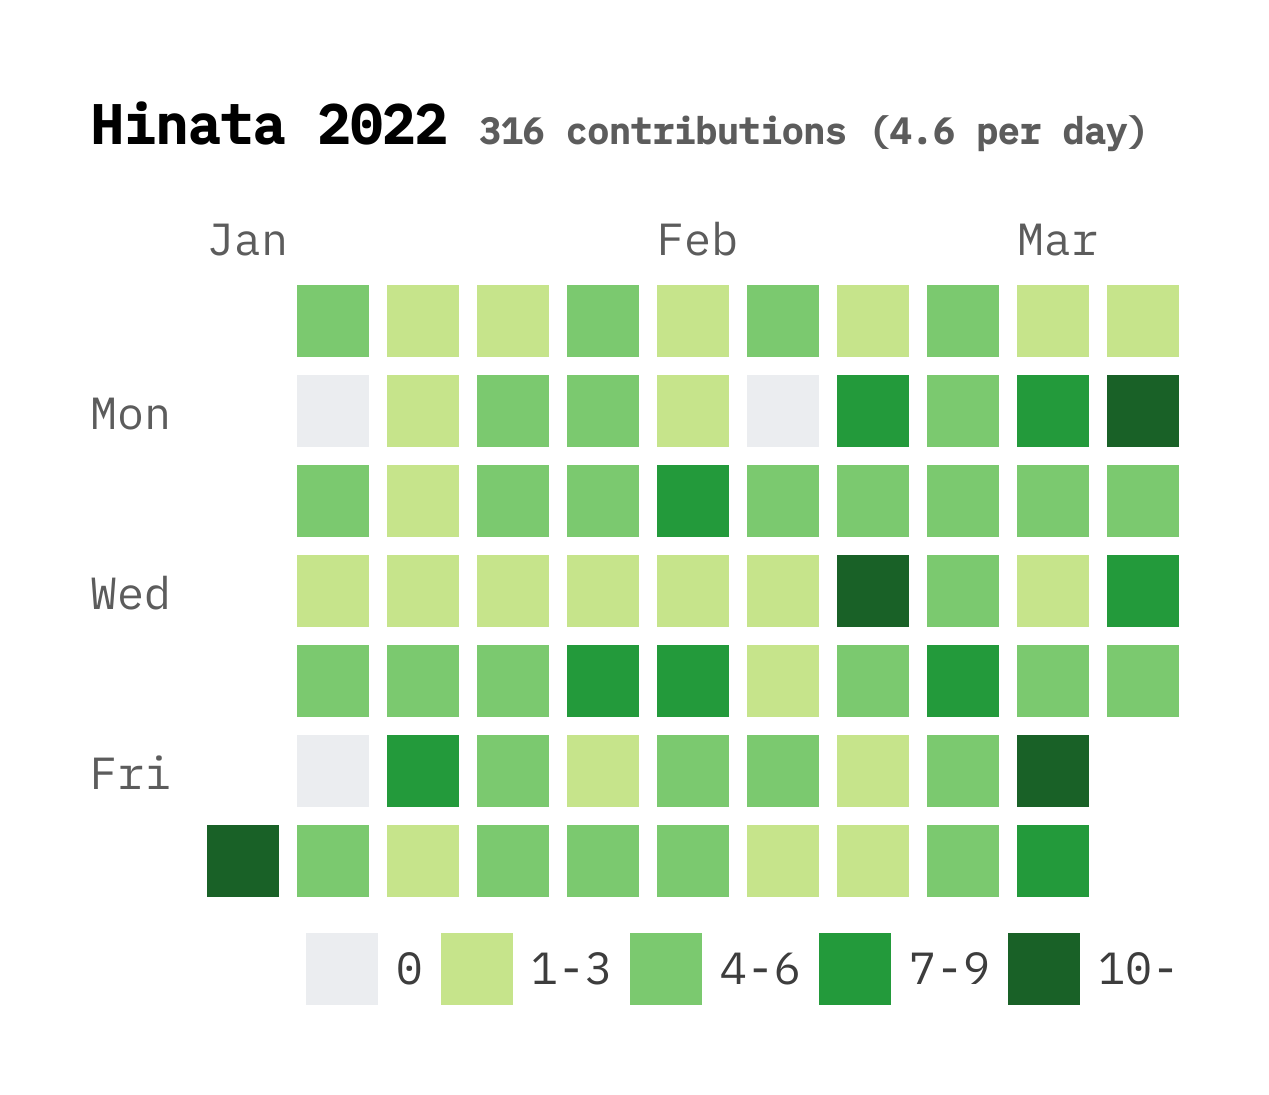 Hinata 2022 316 contributions (4.6 per day)
Jan Feb Mar
Mon
Wed
Fri
0 1-3 4-6 7-9 10-